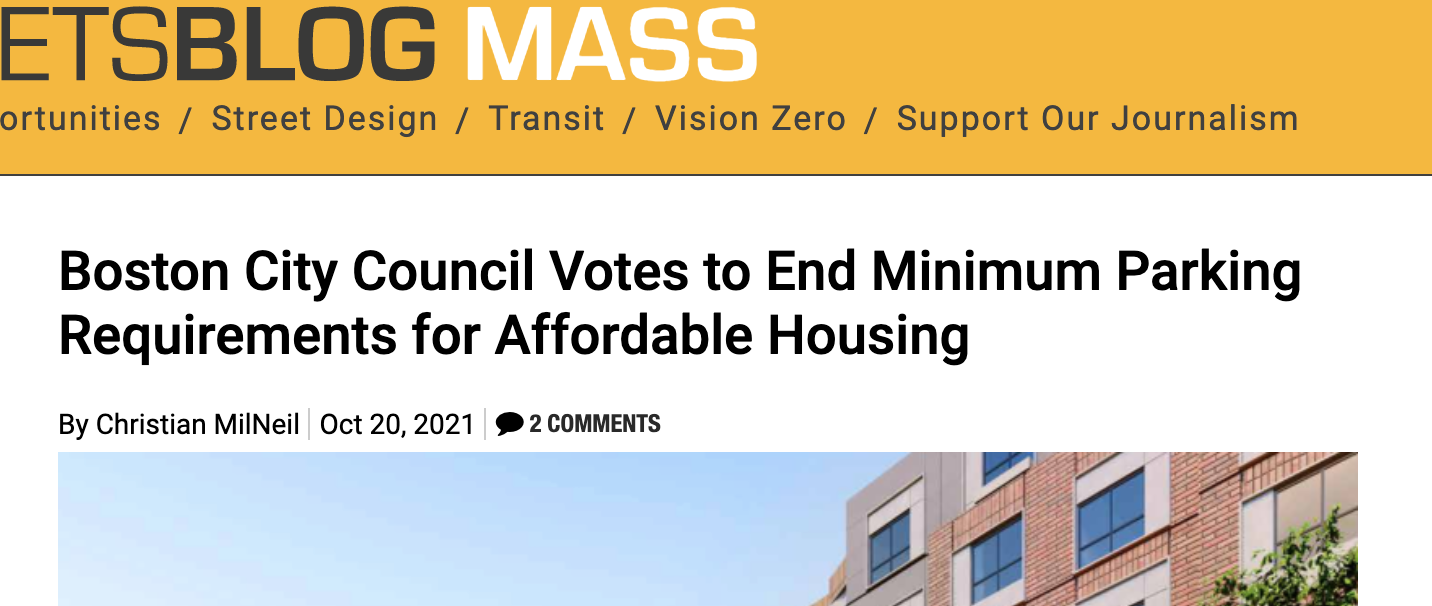 ETSBLOG MASS
ortunities / Street Design / Transit / Vision Zero / Support Our Journalism
Boston City Council Votes to End Minimum Parking
Requirements for Affordable Housing
By Christian MilNeil | Oct 20, 2021 | 2 COMMENTS